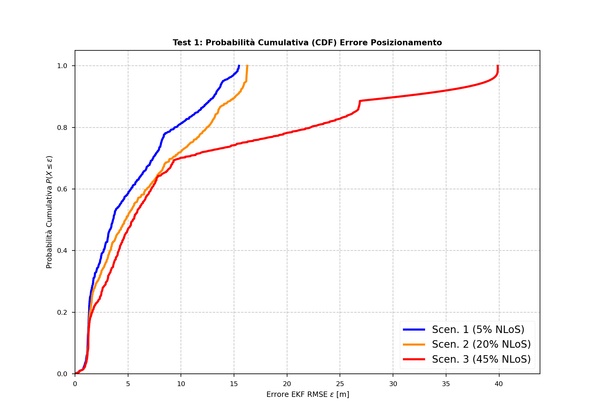 Test 1: Probabilità Cumulativa (CDF) Errore Posizionamento
Probabilità Cumulativa P(X ≤ ε)
1.0
0.8
0.6
0.4
0.2
0.0
0 5 10 15 20 25 30 35 40
Errore EKF RMSE ε [m]
Scen. 1 (5% NLoS)
Scen. 2 (20% NLoS)
Scen. 3 (45% NLoS)